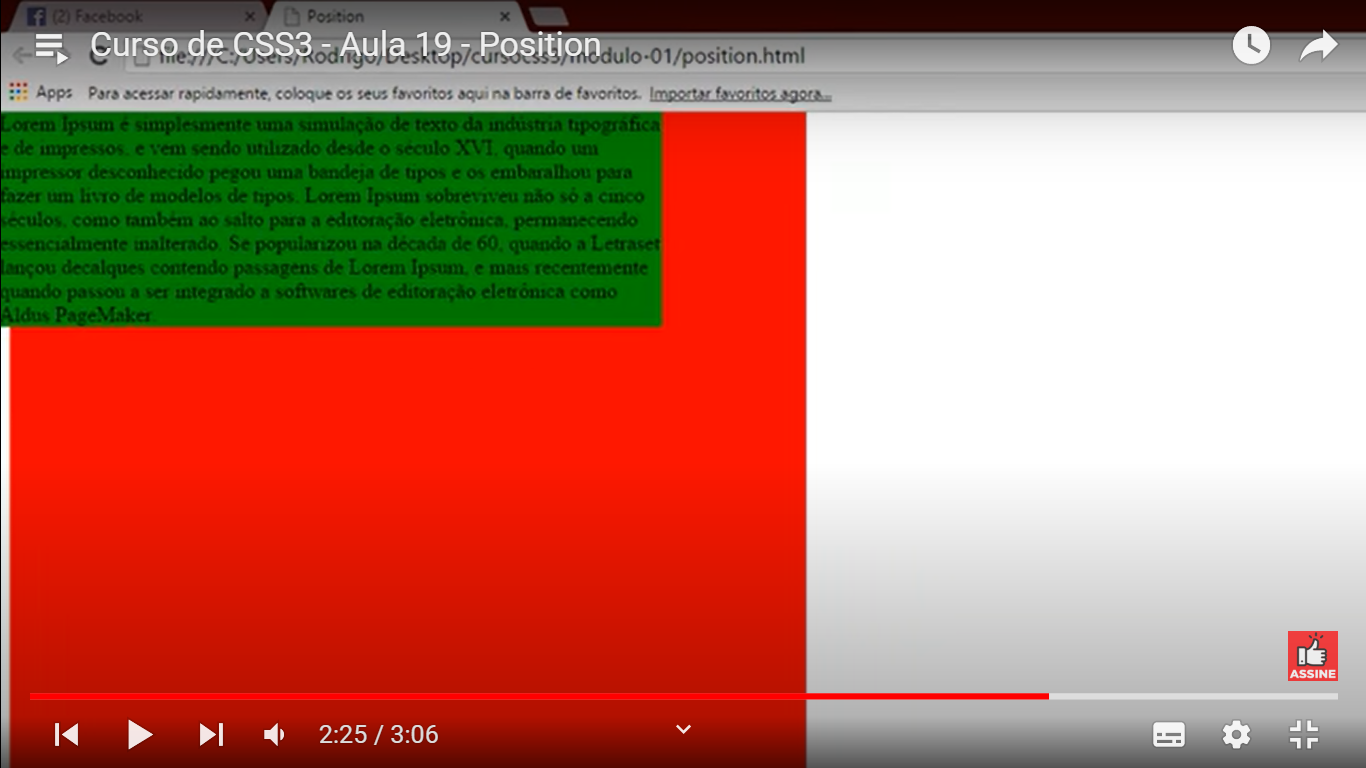 (2) Facebook
Position
Curso de CSS3 - Aula 19 - Position
file:///C:/Users/Rodrigo/Desktop/cursocss3/modulo-01/position.html
Apps Para acessar rapidamente, coloque os seus favoritos aqui na barra de favoritos. Importar favoritos agora...
Lorem Ipsum é simplesmente uma simulação de texto da indústria tipográfica
e de impressos, e vem sendo utilizado desde o século XVI, quando um
impressor desconhecido pegou uma bandeja de tipos e os embaralhou para
fazer um livro de modelos de tipos. Lorem Ipsum sobreviveu não só a cinco
séculos, como também ao salto para a editoração eletrônica, permanecendo
essencialmente inalterado. Se popularizou na década de 60, quando a Letraset
lançou decalques contendo passagens de Lorem Ipsum, e mais recentemente
quando passou a ser integrado a softwares de editoração eletrônica como
Aldus PageMaker.
ASSINE
2:25 / 3:06